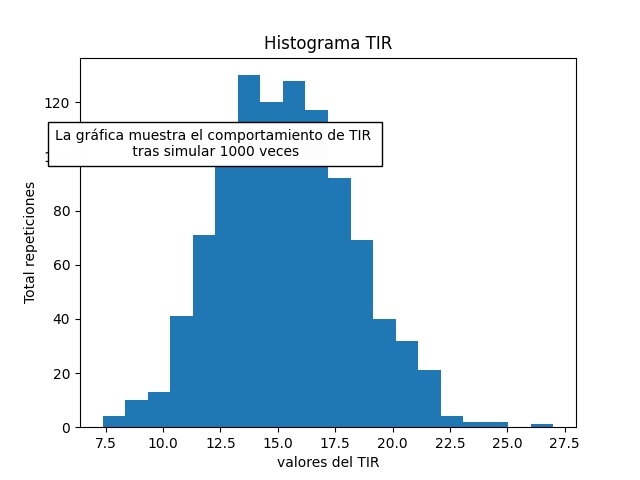 Histograma TIR
120
La gráfica muestra el comportamiento de TIR
tras simular 1000 veces
80
60
40
20
0
Total repeticiones
7.5 10.0 12.5 15.0 17.5 20.0 22.5 25.0 27.5
valores del TIR